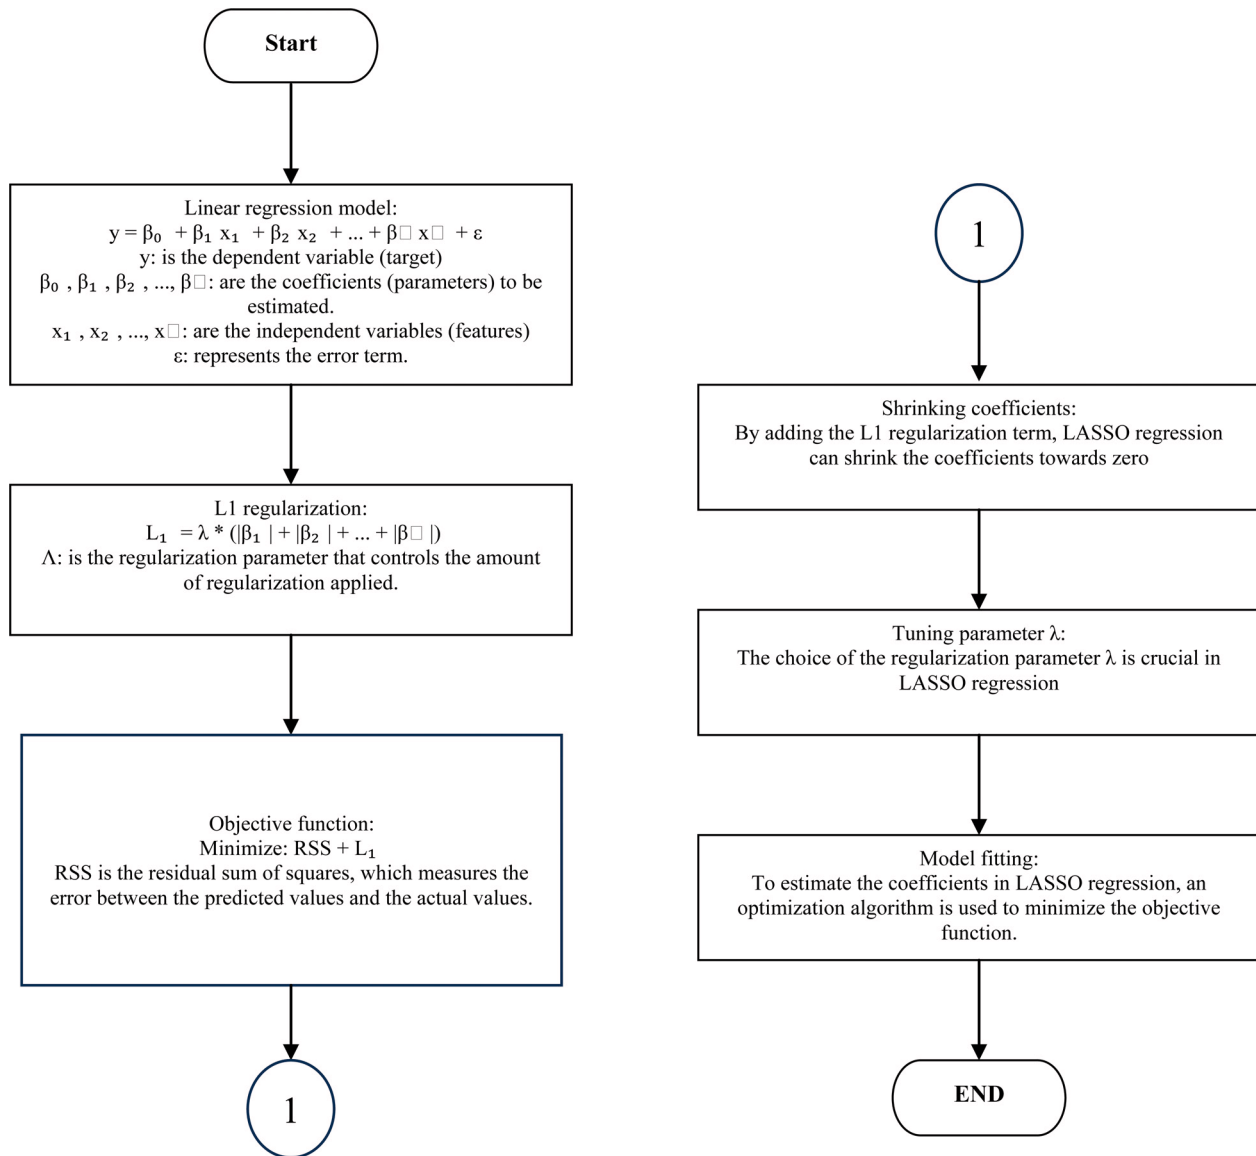 Start
Linear regression model:
y = β₀ + β₁ x₁ + β₂ x₂ + ... + β□ x□ + ε
y: is the dependent variable (target)
β₀ , β₁ , β₂ , ..., β□: are the coefficients (parameters) to be
estimated.
x₁ , x₂ , ..., x□: are the independent variables (features)
ε: represents the error term.
L1 regularization:
L₁ = λ * (|β₁ | + |β₂ | + ... + |β□ |)
Λ: is the regularization parameter that controls the amount
of regularization applied.
Objective function:
Minimize: RSS + L₁
RSS is the residual sum of squares, which measures the
error between the predicted values and the actual values.
1
1
Shrinking coefficients:
By adding the L1 regularization term, LASSO regression
can shrink the coefficients towards zero
Tuning parameter λ:
The choice of the regularization parameter λ is crucial in
LASSO regression
Model fitting:
To estimate the coefficients in LASSO regression, an
optimization algorithm is used to minimize the objective
function.
END